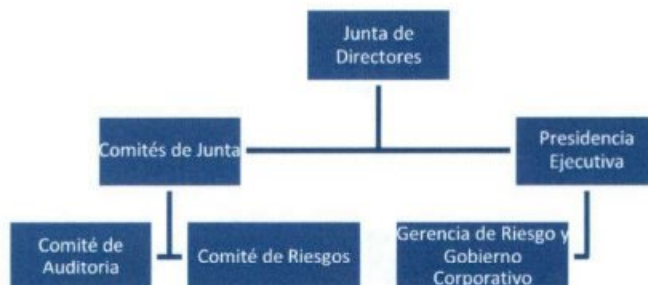 Junta de
Directores
Comités de Junta
Presidencia
Ejecutiva
Comité de
Auditoria
Comité de Riesgos
Gerencia de Riesgo y
Gobierno
Corporativo